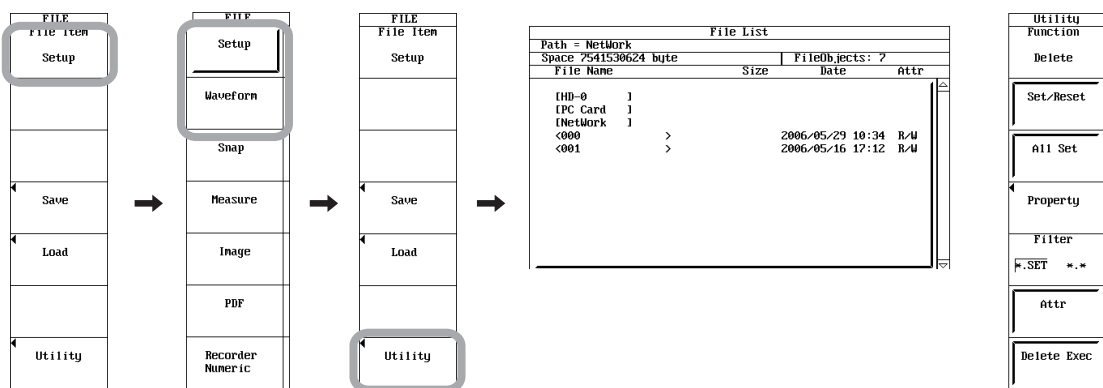 FILE
File Item
Setup
Save
Load
Utility
FILE
Setup
Waveform
Snap
Measure
Image
PDF
Recorder
Numeric
FILE
File Item
Setup
Save
Load
Utility
File List
Path = NetWork
Space 7541530624 byte FileObjects: 7
File Name Size Date Attr
[HD-0 ]
[PC Card ]
[NetWork ]
<000 > 2006/05/29 10:34 R/W
<001 > 2006/05/16 17:12 R/W
Utility
Function
Delete
Set/Reset
All Set
Property
Filter
*.SET *.*
Attr
Delete Exec